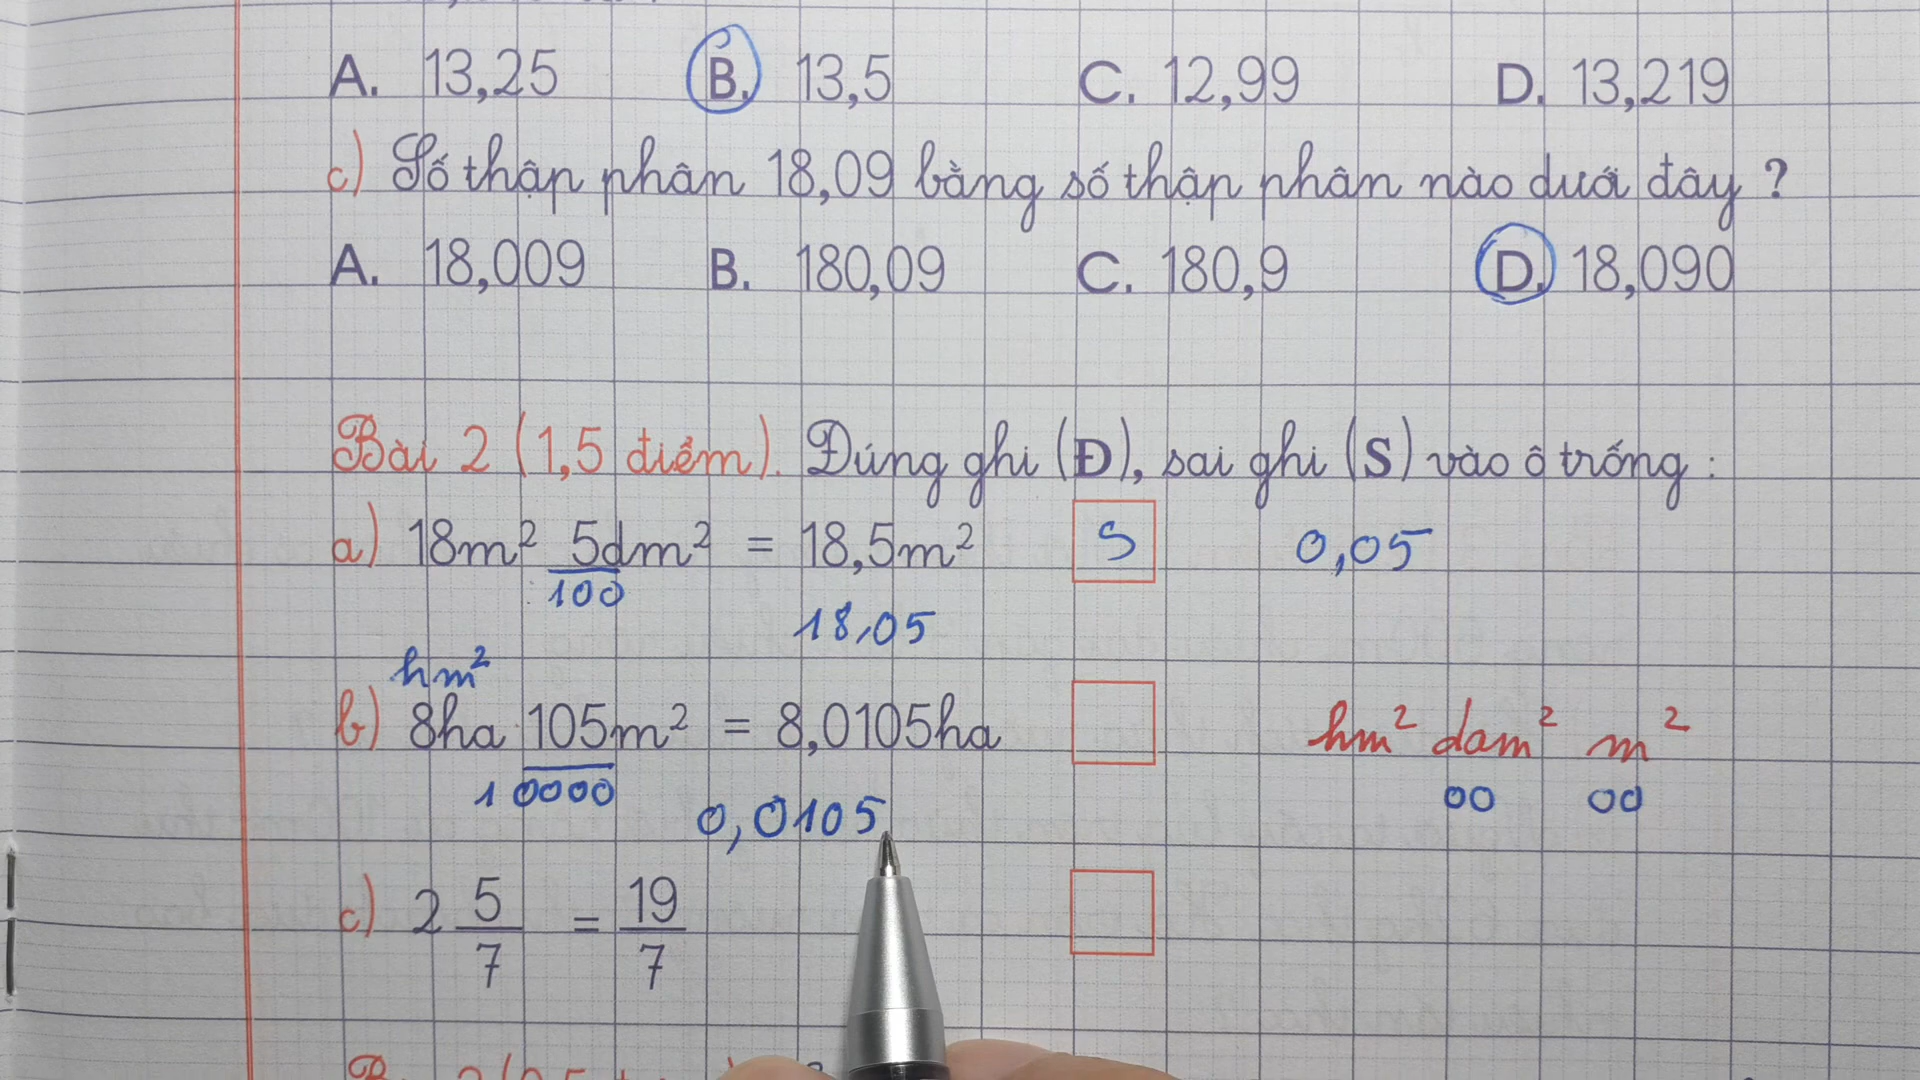 A. 13,25 B. 13,5 C. 12,99 D. 13,219
c) Số thập phân 18,09 bằng số thập phân nào dưới đây ?
A. 18,009 B. 180,09 C. 180,9 D. 18,090
Bài 2 (1,5 điểm). Đúng ghi (Đ), sai ghi (S) vào ô trống :
a) 18m² 5dm² = 18,5m² S 0,05
100
18,05
hm²
b) 8ha 105m² = 8,0105ha hm² dam² m²
10000 0,0105 00 00
c) 2 5/7 = 19/7